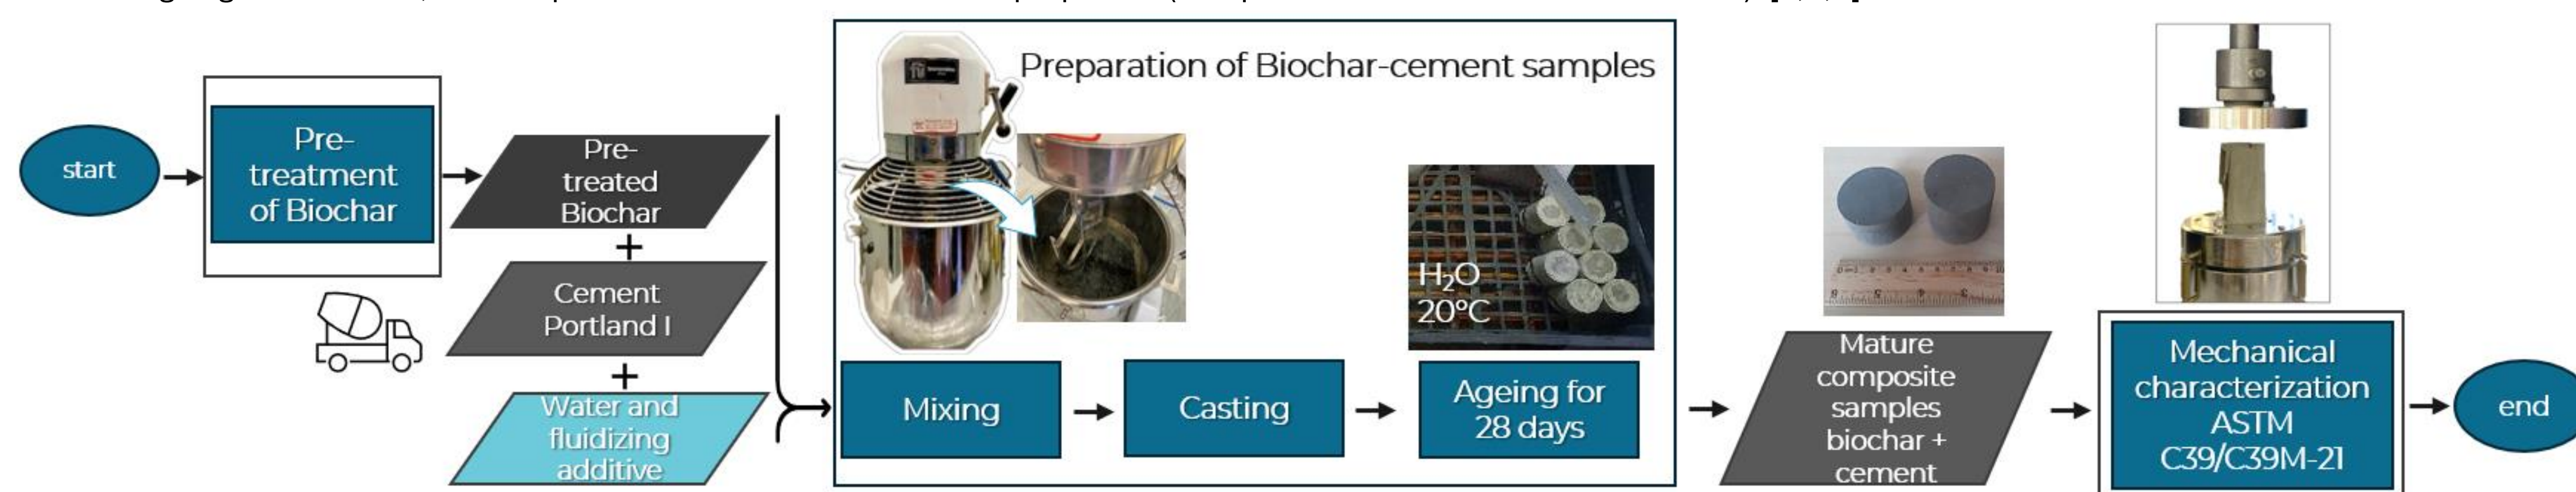 start
Pre-
treatment
of Biochar
Pre-
treated
Biochar
+
Cement
Portland I
+
Water and
fluidizing
additive
Preparation of Biochar-cement samples
H₂O
20°C
Mixing
Casting
Ageing for
28 days
Mature
composite
samples
biochar +
cement
Mechanical
characterization
ASTM
C39/C39M-21
end